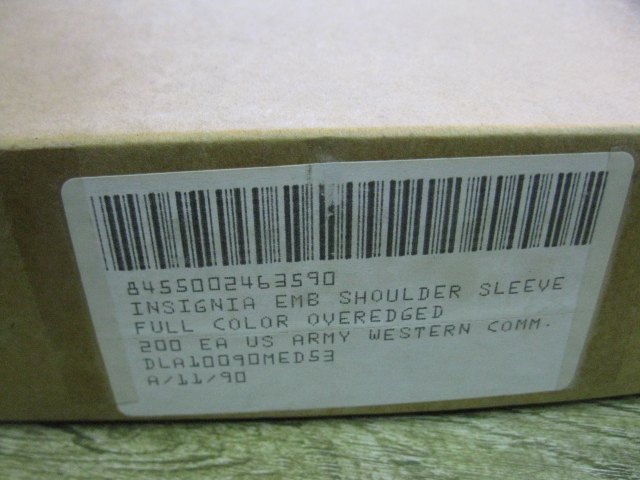 8455002463590
INSIGNIA EMB SHOULDER SLEEVE
FULL COLOR OVEREDGED
200 EA US ARMY WESTERN COMM.
DLA10090MED53
A/11/90